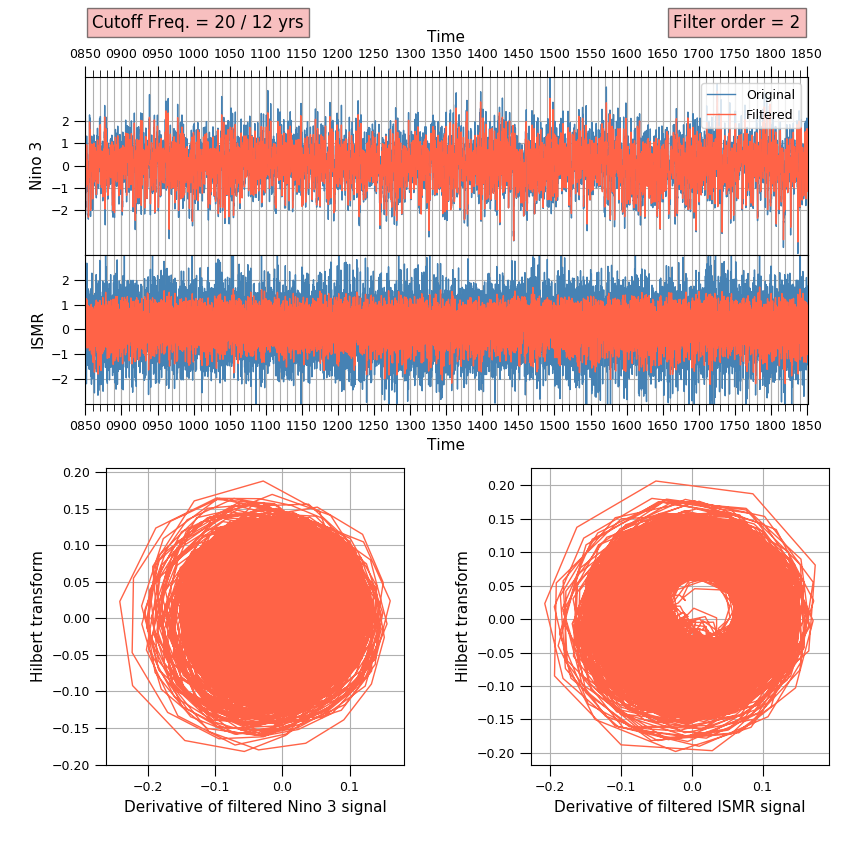 Cutoff Freq. = 20 / 12 yrs
Filter order = 2
Time
0850 0900 0950 1000 1050 1100 1150 1200 1250 1300 1350 1400 1450 1500 1550 1600 1650 1700 1750 1800 1850
Original
Filtered
Nino 3
2
1
0
−1
−2
ISMR
2
1
0
−1
−2
0850 0900 0950 1000 1050 1100 1150 1200 1250 1300 1350 1400 1450 1500 1550 1600 1650 1700 1750 1800 1850
Time
Hilbert transform
0.20
0.15
0.10
0.05
0.00
−0.05
−0.10
−0.15
−0.20
−0.2 −0.1 0.0 0.1
Derivative of filtered Nino 3 signal
Hilbert transform
0.20
0.15
0.10
0.05
0.00
−0.05
−0.10
−0.15
−0.20
−0.2 −0.1 0.0 0.1
Derivative of filtered ISMR signal